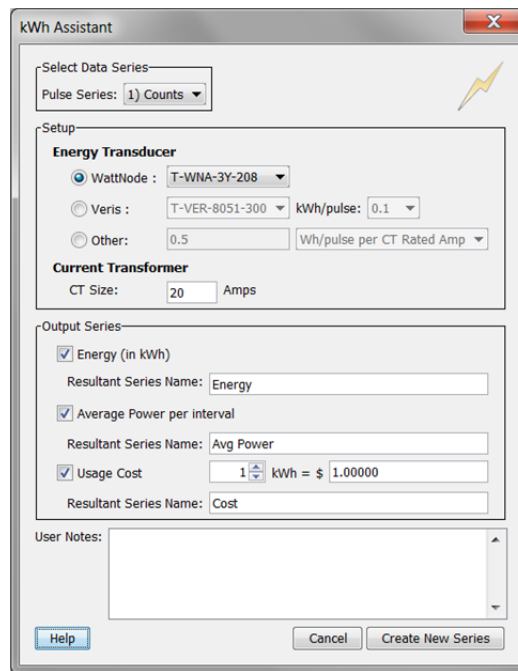 kWh Assistant
Select Data Series
Pulse Series: 1) Counts
Setup
Energy Transducer
WattNode : T-WNA-3Y-208
Veris : T-VER-8051-300 kWh/pulse: 0.1
Other: 0.5 Wh/pulse per CT Rated Amp
Current Transformer
CT Size: 20 Amps
Output Series
Energy (in kWh)
Resultant Series Name: Energy
Average Power per interval
Resultant Series Name: Avg Power
Usage Cost 1 kWh = $ 1.00000
Resultant Series Name: Cost
User Notes:
Help Cancel Create New Series